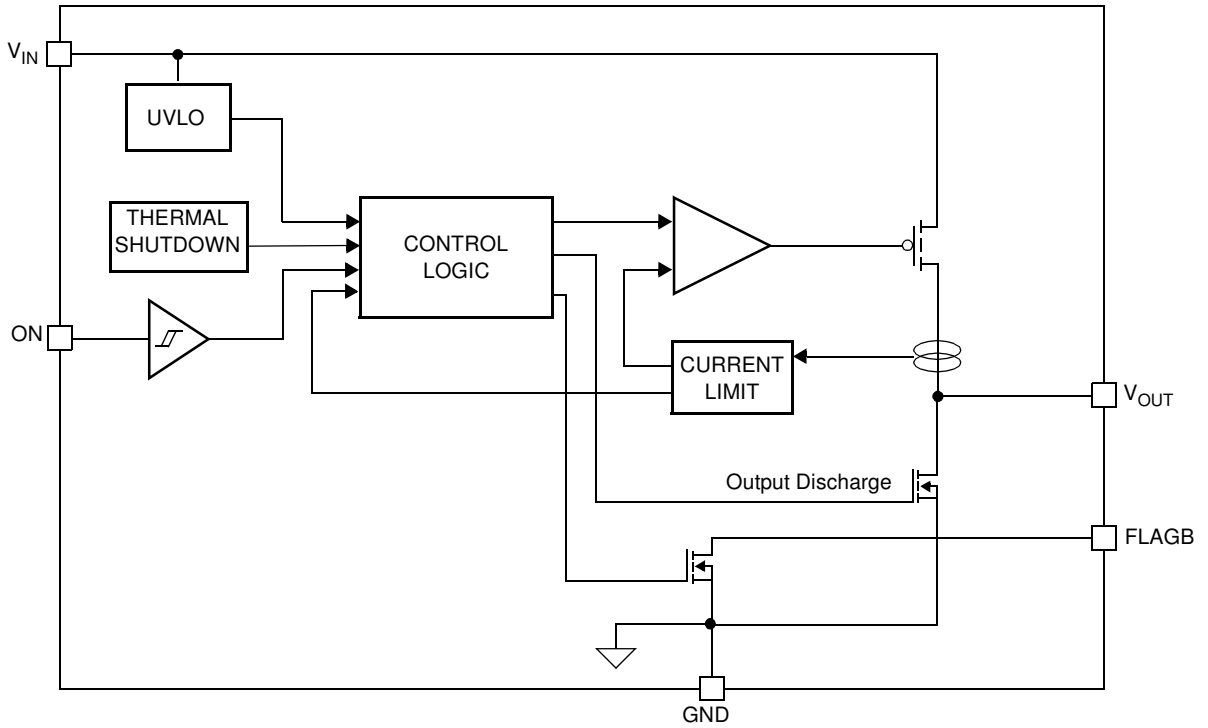 VIN
UVLO
THERMAL
SHUTDOWN
CONTROL
LOGIC
ON
CURRENT
LIMIT
VOUT
Output Discharge
FLAGB
GND